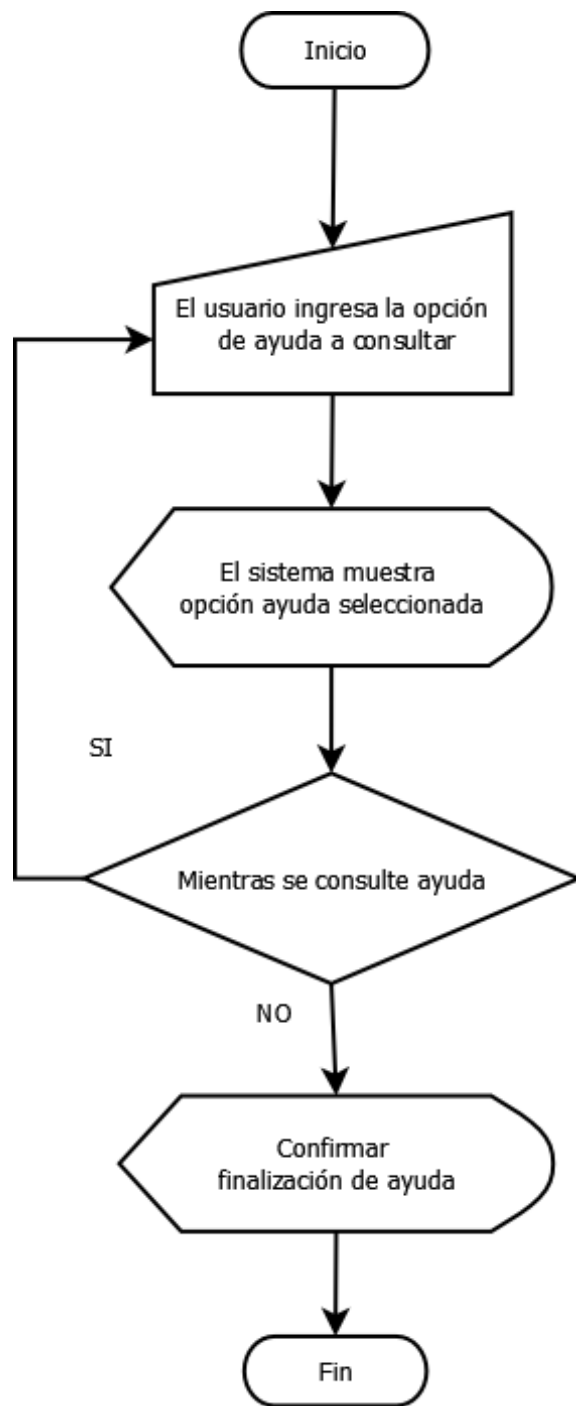 Inicio
El usuario ingresa la opción
de ayuda a consultar
El sistema muestra
opción ayuda seleccionada
SI
Mientras se consulte ayuda
NO
Confirmar
finalización de ayuda
Fin